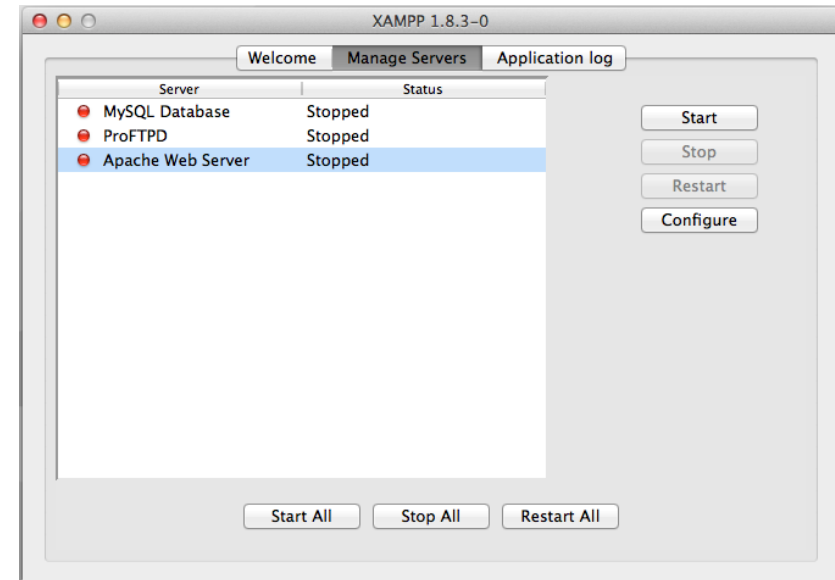 XAMPP 1.8.3-0
Welcome Manage Servers Application log
Server Status
MySQL Database Stopped
ProFTPD Stopped
Apache Web Server Stopped
Start
Stop
Restart
Configure
Start All Stop All Restart All